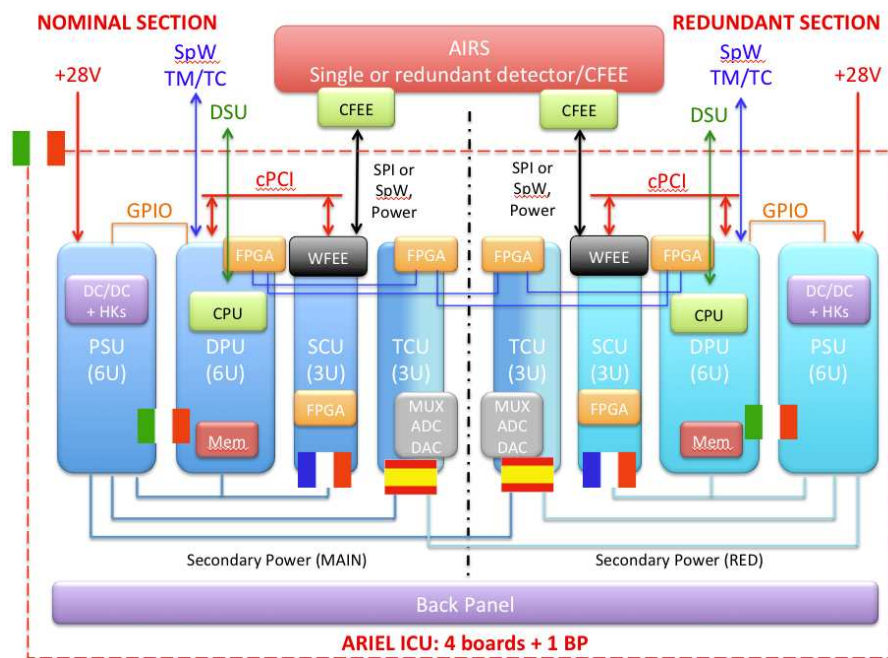 NOMINAL SECTION
REDUNDANT SECTION
AIRS
Single or redundant detector/CFEE
SpW
TM/TC
SpW
TM/TC
+28V
+28V
CFEE
CFEE
DSU
DSU
SPI or
SpW,
Power
SPI or
SpW,
Power
cPCI
cPCI
GPIO
GPIO
FPGA
WFEE
FPGA
FPGA
WFEE
FPGA
DC/DC
+ HKs
CPU
CPU
DC/DC
+ HKs
PSU
(6U)
DPU
(6U)
SCU
(3U)
TCU
(3U)
TCU
(3U)
SCU
(3U)
DPU
(6U)
PSU
(6U)
FPGA
MUX
ADC
DAC
MUX
ADC
DAC
FPGA
Mem
Mem
Secondary Power (MAIN)
Secondary Power (RED)
Back Panel
ARIEL ICU: 4 boards + 1 BP